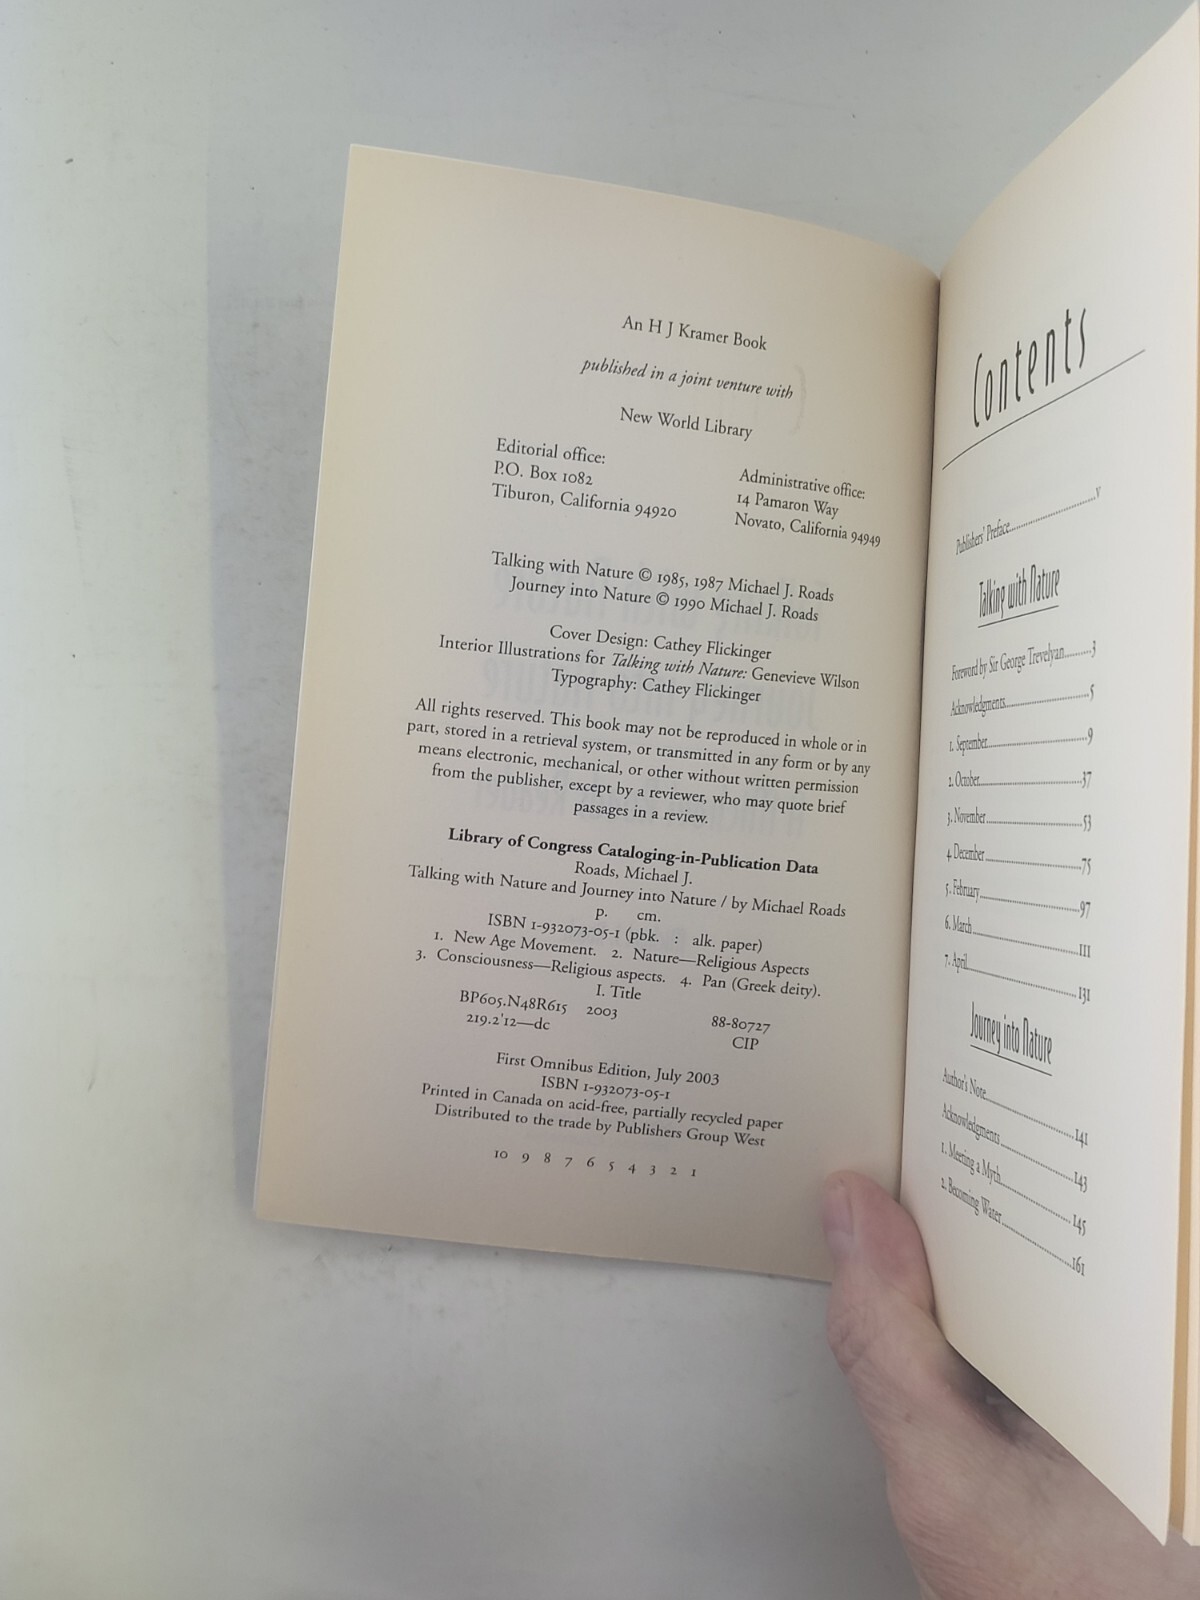 An H J Kramer Book
published in a joint venture with
New World Library
Editorial office:
P.O. Box 1082
Tiburon, California 94920
Administrative office:
14 Pamaron Way
Novato, California 94949
Talking with Nature © 1985, 1987 Michael J. Roads
Journey into Nature © 1990 Michael J. Roads
Cover Design: Cathey Flickinger
Interior Illustrations for Talking with Nature: Genevieve Wilson
Typography: Cathey Flickinger
All rights reserved. This book may not be reproduced in whole or in
part, stored in a retrieval system, or transmitted in any form or by any
means electronic, mechanical, or other without written permission
from the publisher, except by a reviewer, who may quote brief
passages in a review.
Library of Congress Cataloging-in-Publication Data
Roads, Michael J.
Talking with Nature and Journey into Nature / by Michael Roads
p. cm.
ISBN 1-932073-05-1 (pbk. : alk. paper)
1. New Age Movement. 2. Nature—Religious Aspects
3. Consciousness—Religious aspects. 4. Pan (Greek deity).
I. Title
BP605.N48R615 2003 88-80727
219.2'12—dc CIP
First Omnibus Edition, July 2003
ISBN 1-932073-05-1
Printed in Canada on acid-free, partially recycled paper
Distributed to the trade by Publishers Group West
10 9 8 7 6 5 4 3 2 1
Contents
Publishers' Preface....................v
Talking with Nature
Foreword by Sir George Trevelyan..........3
Acknowledgments....................5
1. September....................9
2. October....................37
3. November....................53
4. December....................75
5. February....................97
6. March....................111
7. April....................131
Journey into Nature
Author's Note....................141
Acknowledgments....................143
1. Meeting a Myth....................145
2. Becoming Water....................161